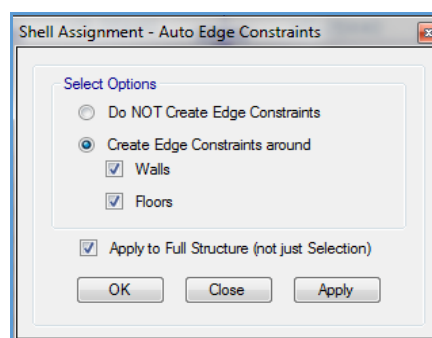 Shell Assignment - Auto Edge Constraints
Select Options
Do NOT Create Edge Constraints
Create Edge Constraints around
Walls
Floors
Apply to Full Structure (not just Selection)
OK Close Apply